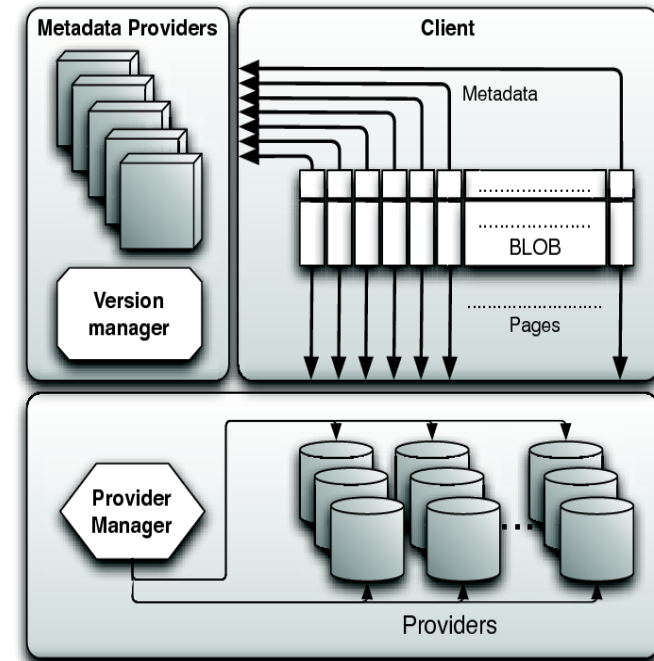 Metadata Providers
Version
manager
Client
Metadata
.....................
.....................
BLOB
.........................
Pages
Provider
Manager
...
Providers